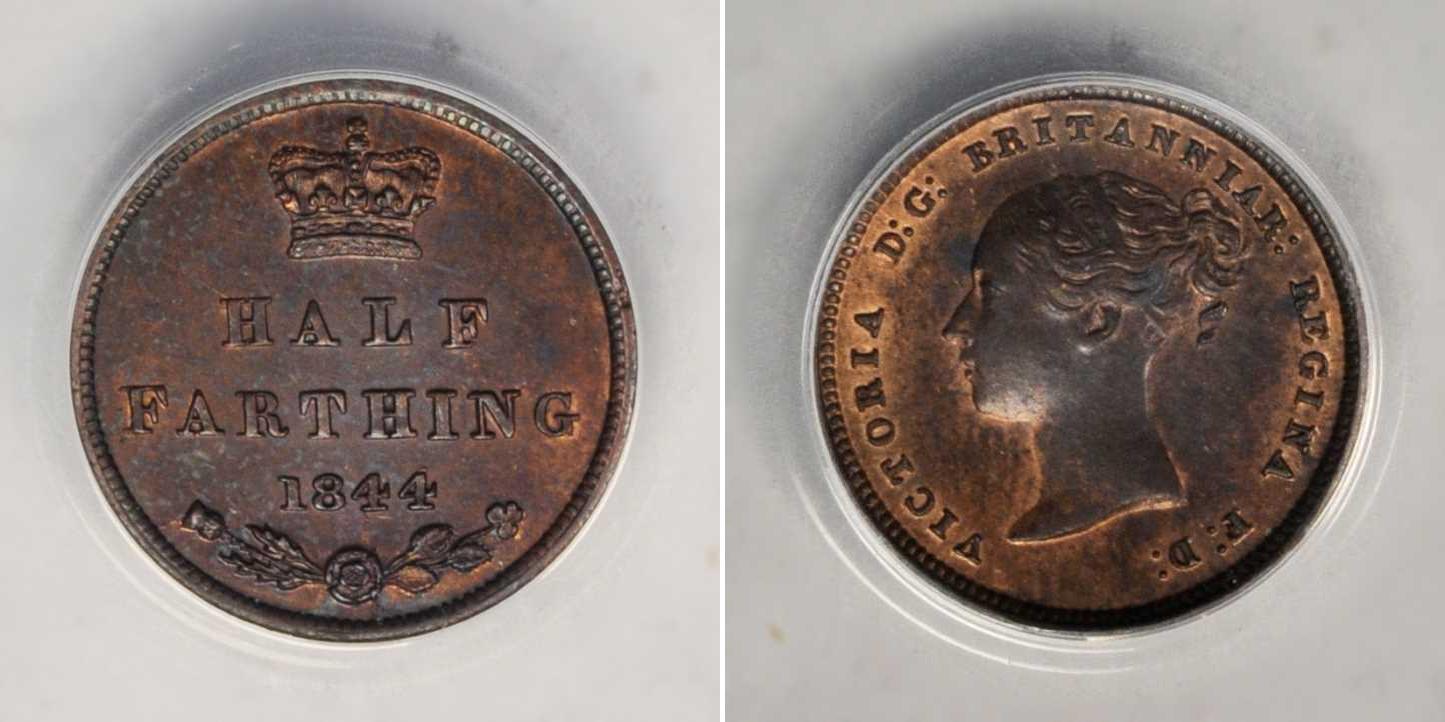 HALF
FARTHING
1844
VICTORIA D:G: BRITANNIAR: REGINA F:D: